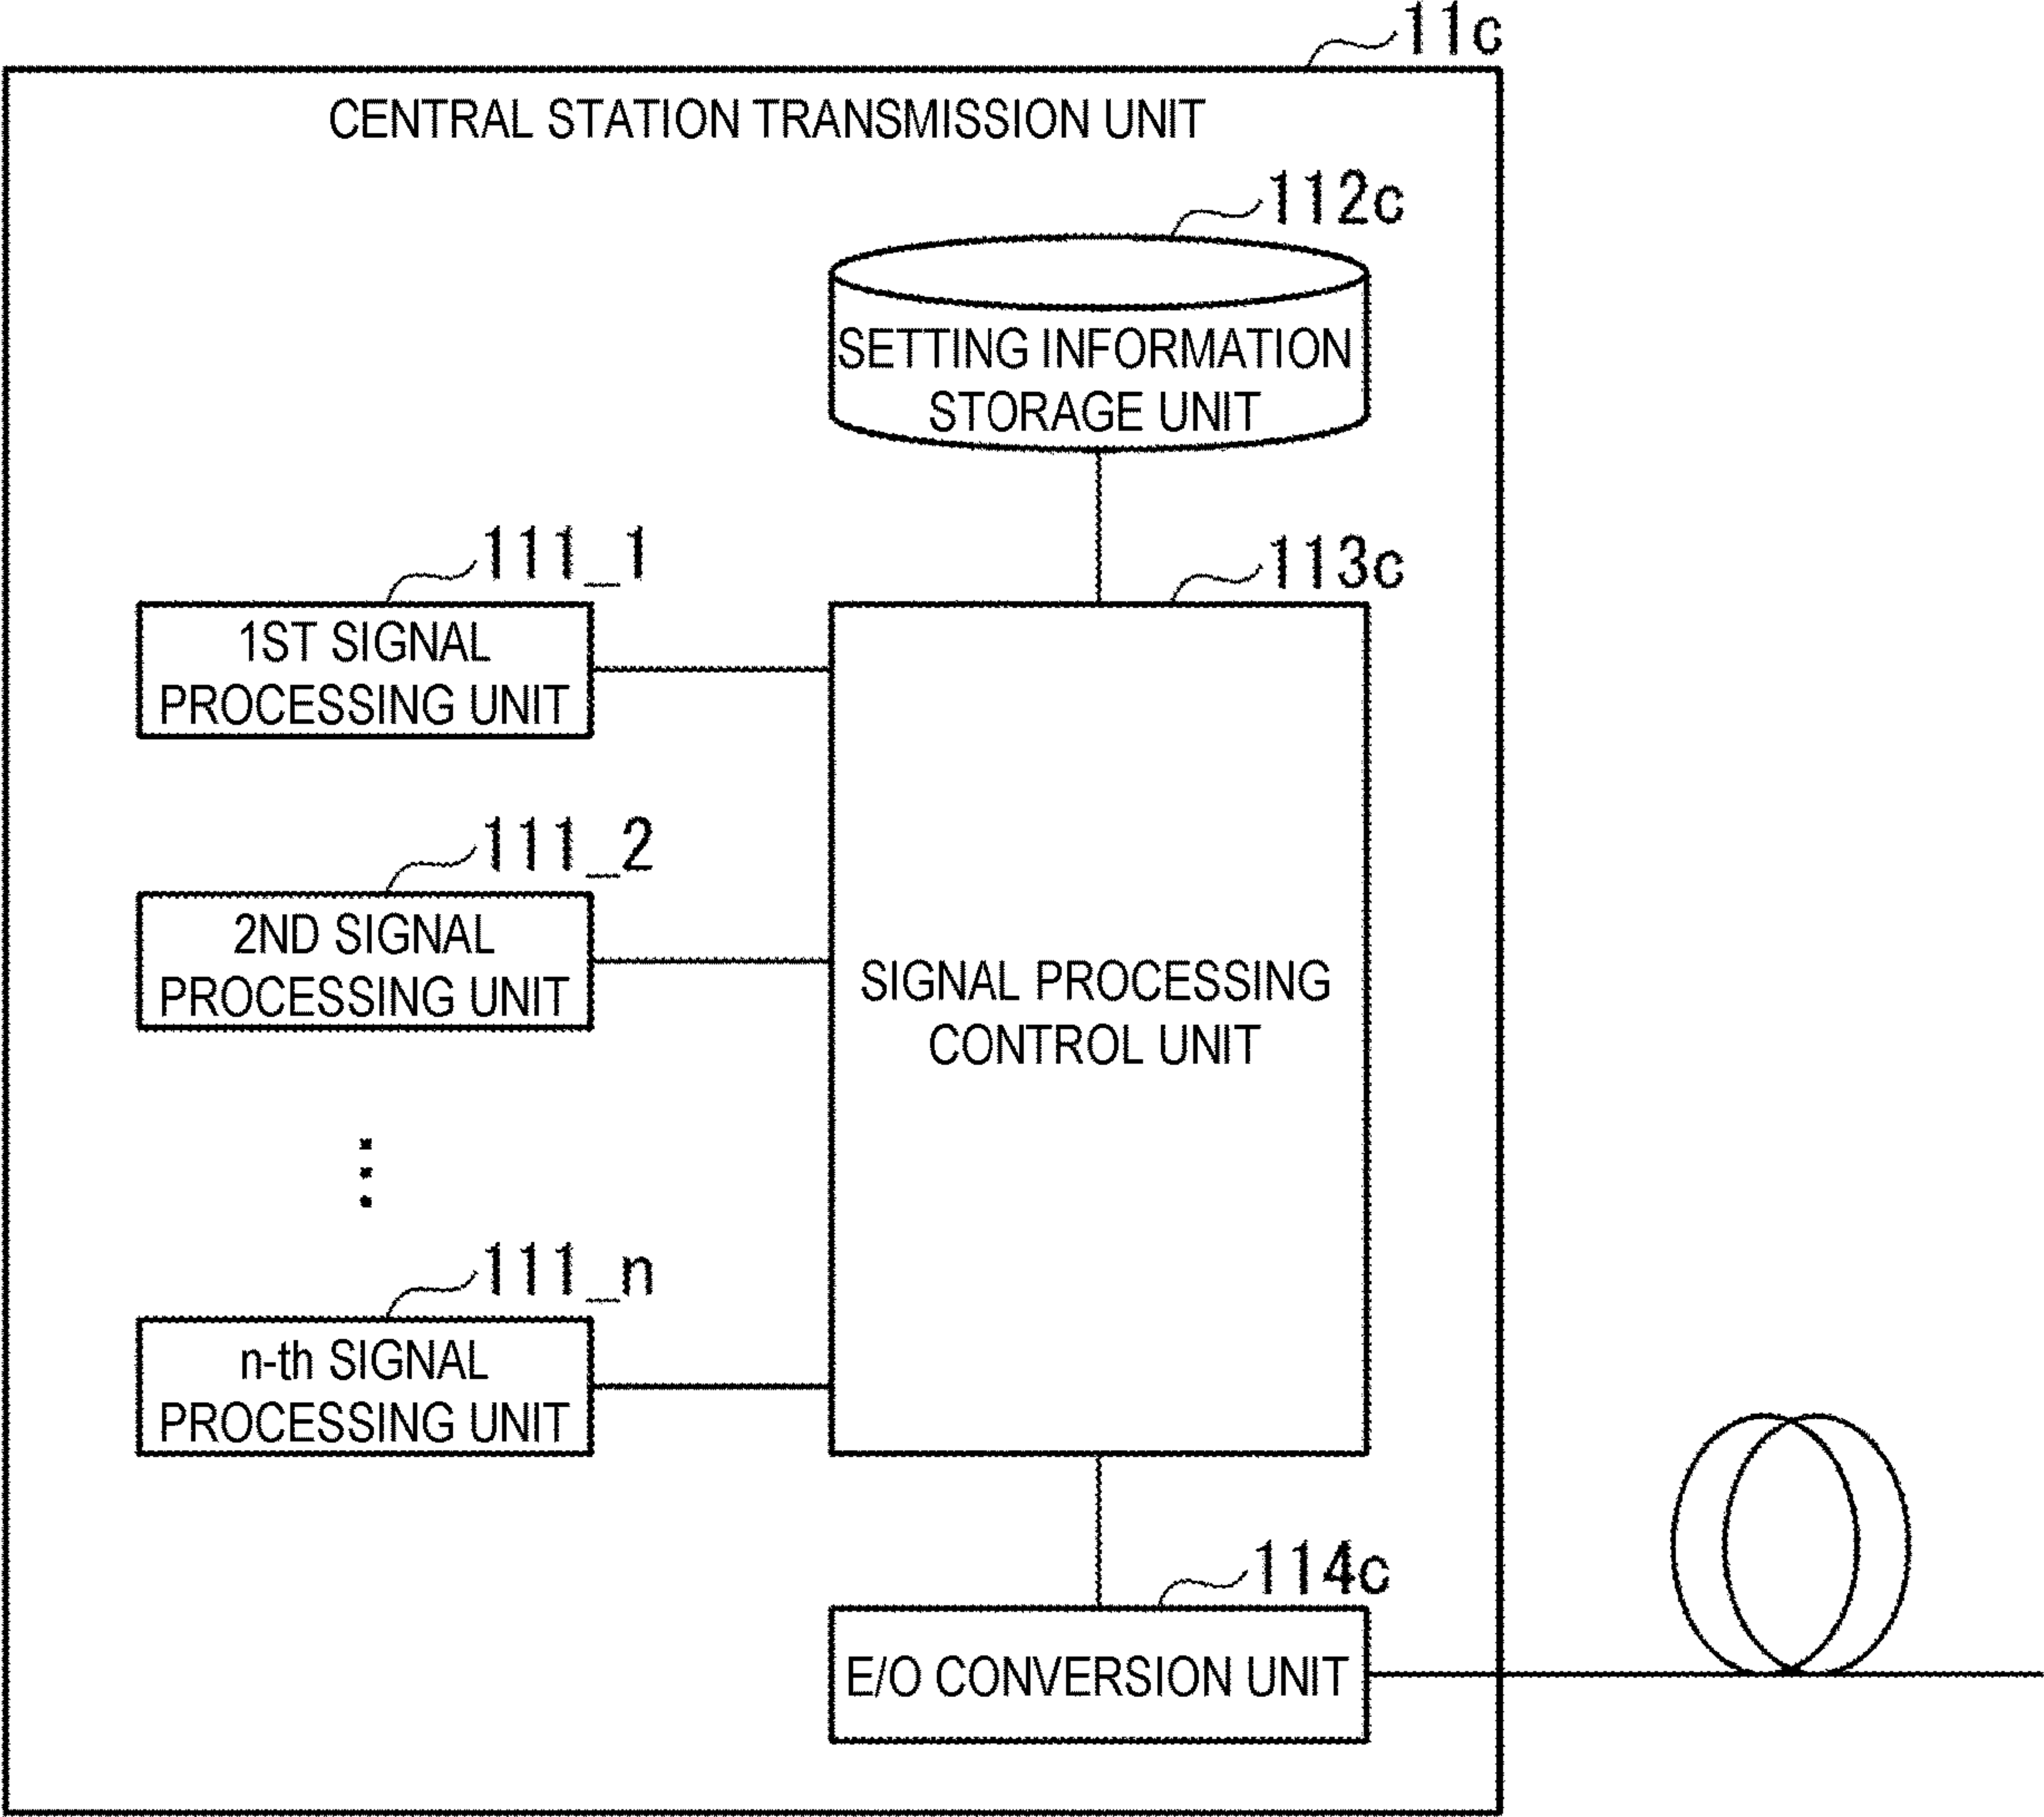 11c
CENTRAL STATION TRANSMISSION UNIT
112c
SETTING INFORMATION
STORAGE UNIT
111_1
113c
1ST SIGNAL
PROCESSING UNIT
111_2
2ND SIGNAL
PROCESSING UNIT
SIGNAL PROCESSING
CONTROL UNIT
111_n
n-th SIGNAL
PROCESSING UNIT
114c
E/O CONVERSION UNIT